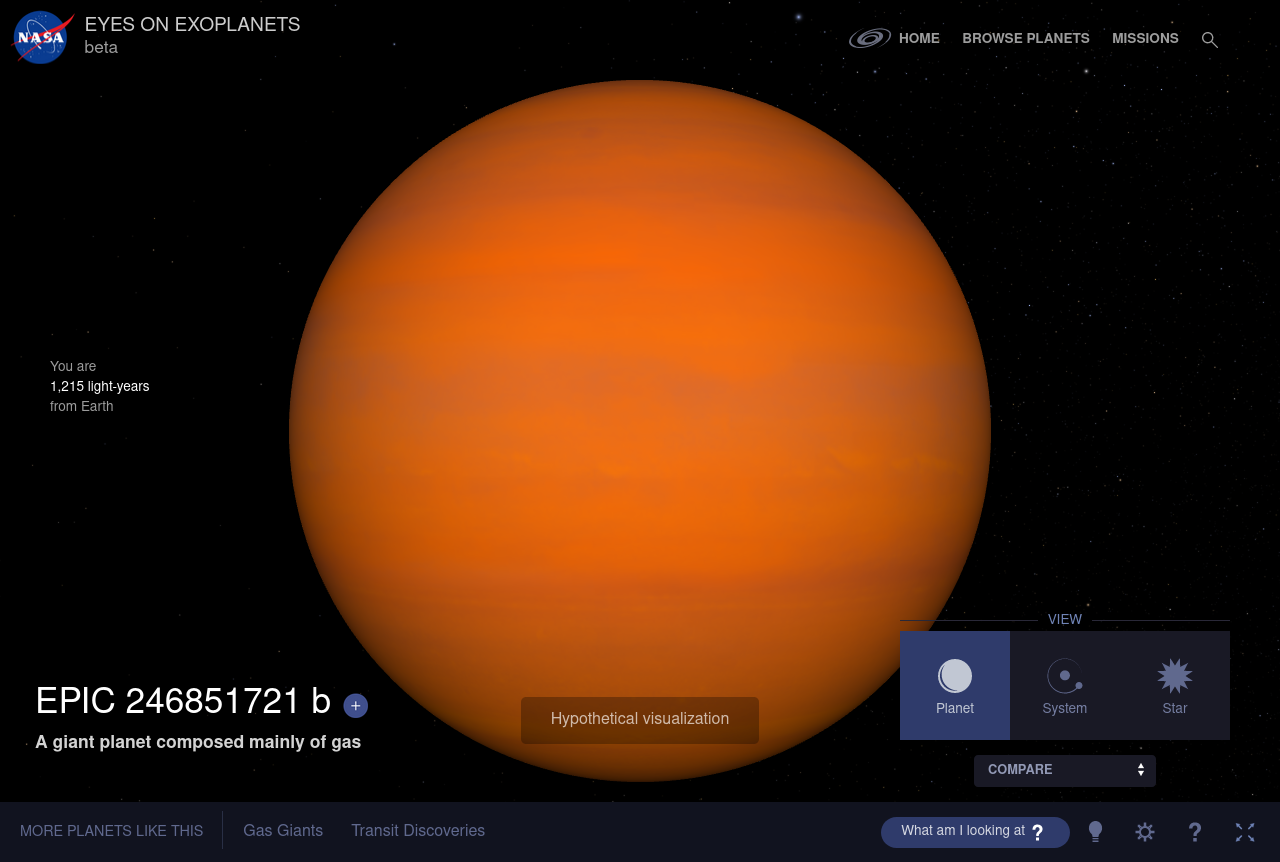 NASA
EYES ON EXOPLANETS
beta
HOME
BROWSE PLANETS
MISSIONS
You are
1,215 light-years
from Earth
EPIC 246851721 b +
A giant planet composed mainly of gas
Hypothetical visualization
VIEW
Planet
System
Star
COMPARE
MORE PLANETS LIKE THIS
Gas Giants
Transit Discoveries
What am I looking at ?
?